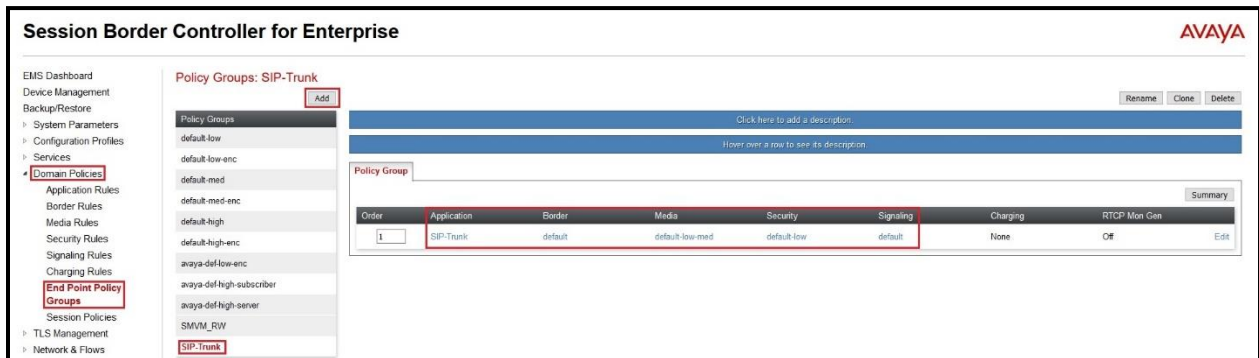 Session Border Controller for Enterprise
AVAYA
EMS Dashboard
Device Management
Backup/Restore
System Parameters
Configuration Profiles
Services
Domain Policies
Application Rules
Border Rules
Media Rules
Security Rules
Signaling Rules
Charging Rules
End Point Policy
Groups
Session Policies
TLS Management
Network & Flows
Policy Groups: SIP-Trunk
Add
Rename Clone Delete
Policy Groups
default-low
default-low-enc
default-med
default-med-enc
default-high
default-high-enc
avaya-def-low-enc
avaya-def-high-subscriber
avaya-def-high-server
SMVM_RW
SIP-Trunk
Click here to add a description.
Hover over a row to see its description.
Policy Group
Summary
Order Application Border Media Security Signaling Charging RTCP Mon Gen
1 SIP-Trunk default default-low-med default-low default None Off Edit